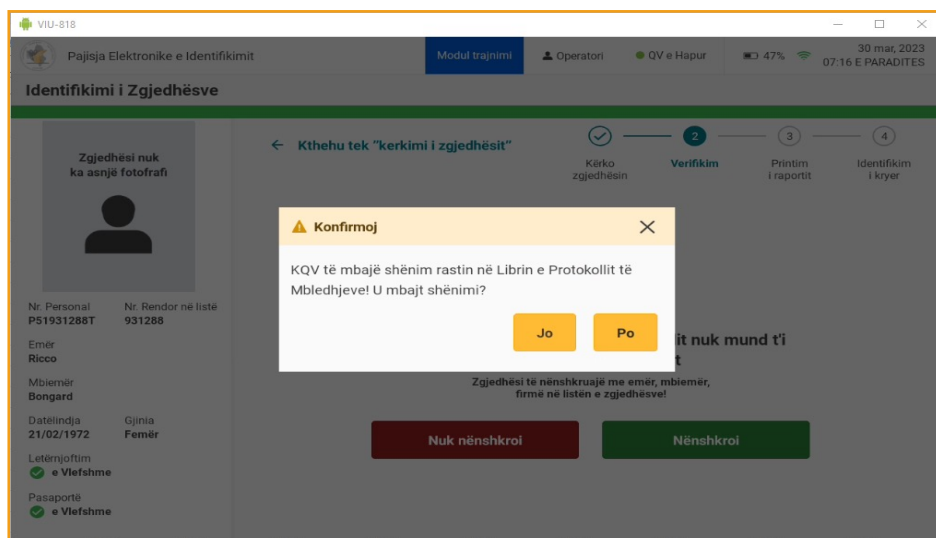 VIU-818
Pajisja Elektronike e Identifikimit
Modul trajnimi
Operatori
QV e Hapur
47%
30 mar, 2023
07:16 E PARADITES
Identifikimi i Zgjedhësve
Zgjedhësi nuk
ka asnjë fotofrafi
Kthehu tek "kerkimi i zgjedhësit"
2
3
4
Kërko
zgjedhësin
Verifikim
Printim
i raportit
Identifikim
i kryer
Konfirmoj
KQV të mbajë shënim rastin në Librin e Protokollit të
Mbledhjeve! U mbajt shënimi?
Jo
Po
Nr. Personal
Nr. Rendor në listë
P51931288T
931288
Emër
Ricco
Mbiemër
Bongard
Datëlindja
Gjinia
21/02/1972
Femër
Letërnjoftim
e Vlefshme
Pasaportë
e Vlefshme
nuk mund t'i
Zgjedhësi të nënshkruajë me emër, mbiemër,
firmë në listën e zgjedhësve!
Nuk nënshkroi
Nënshkroi